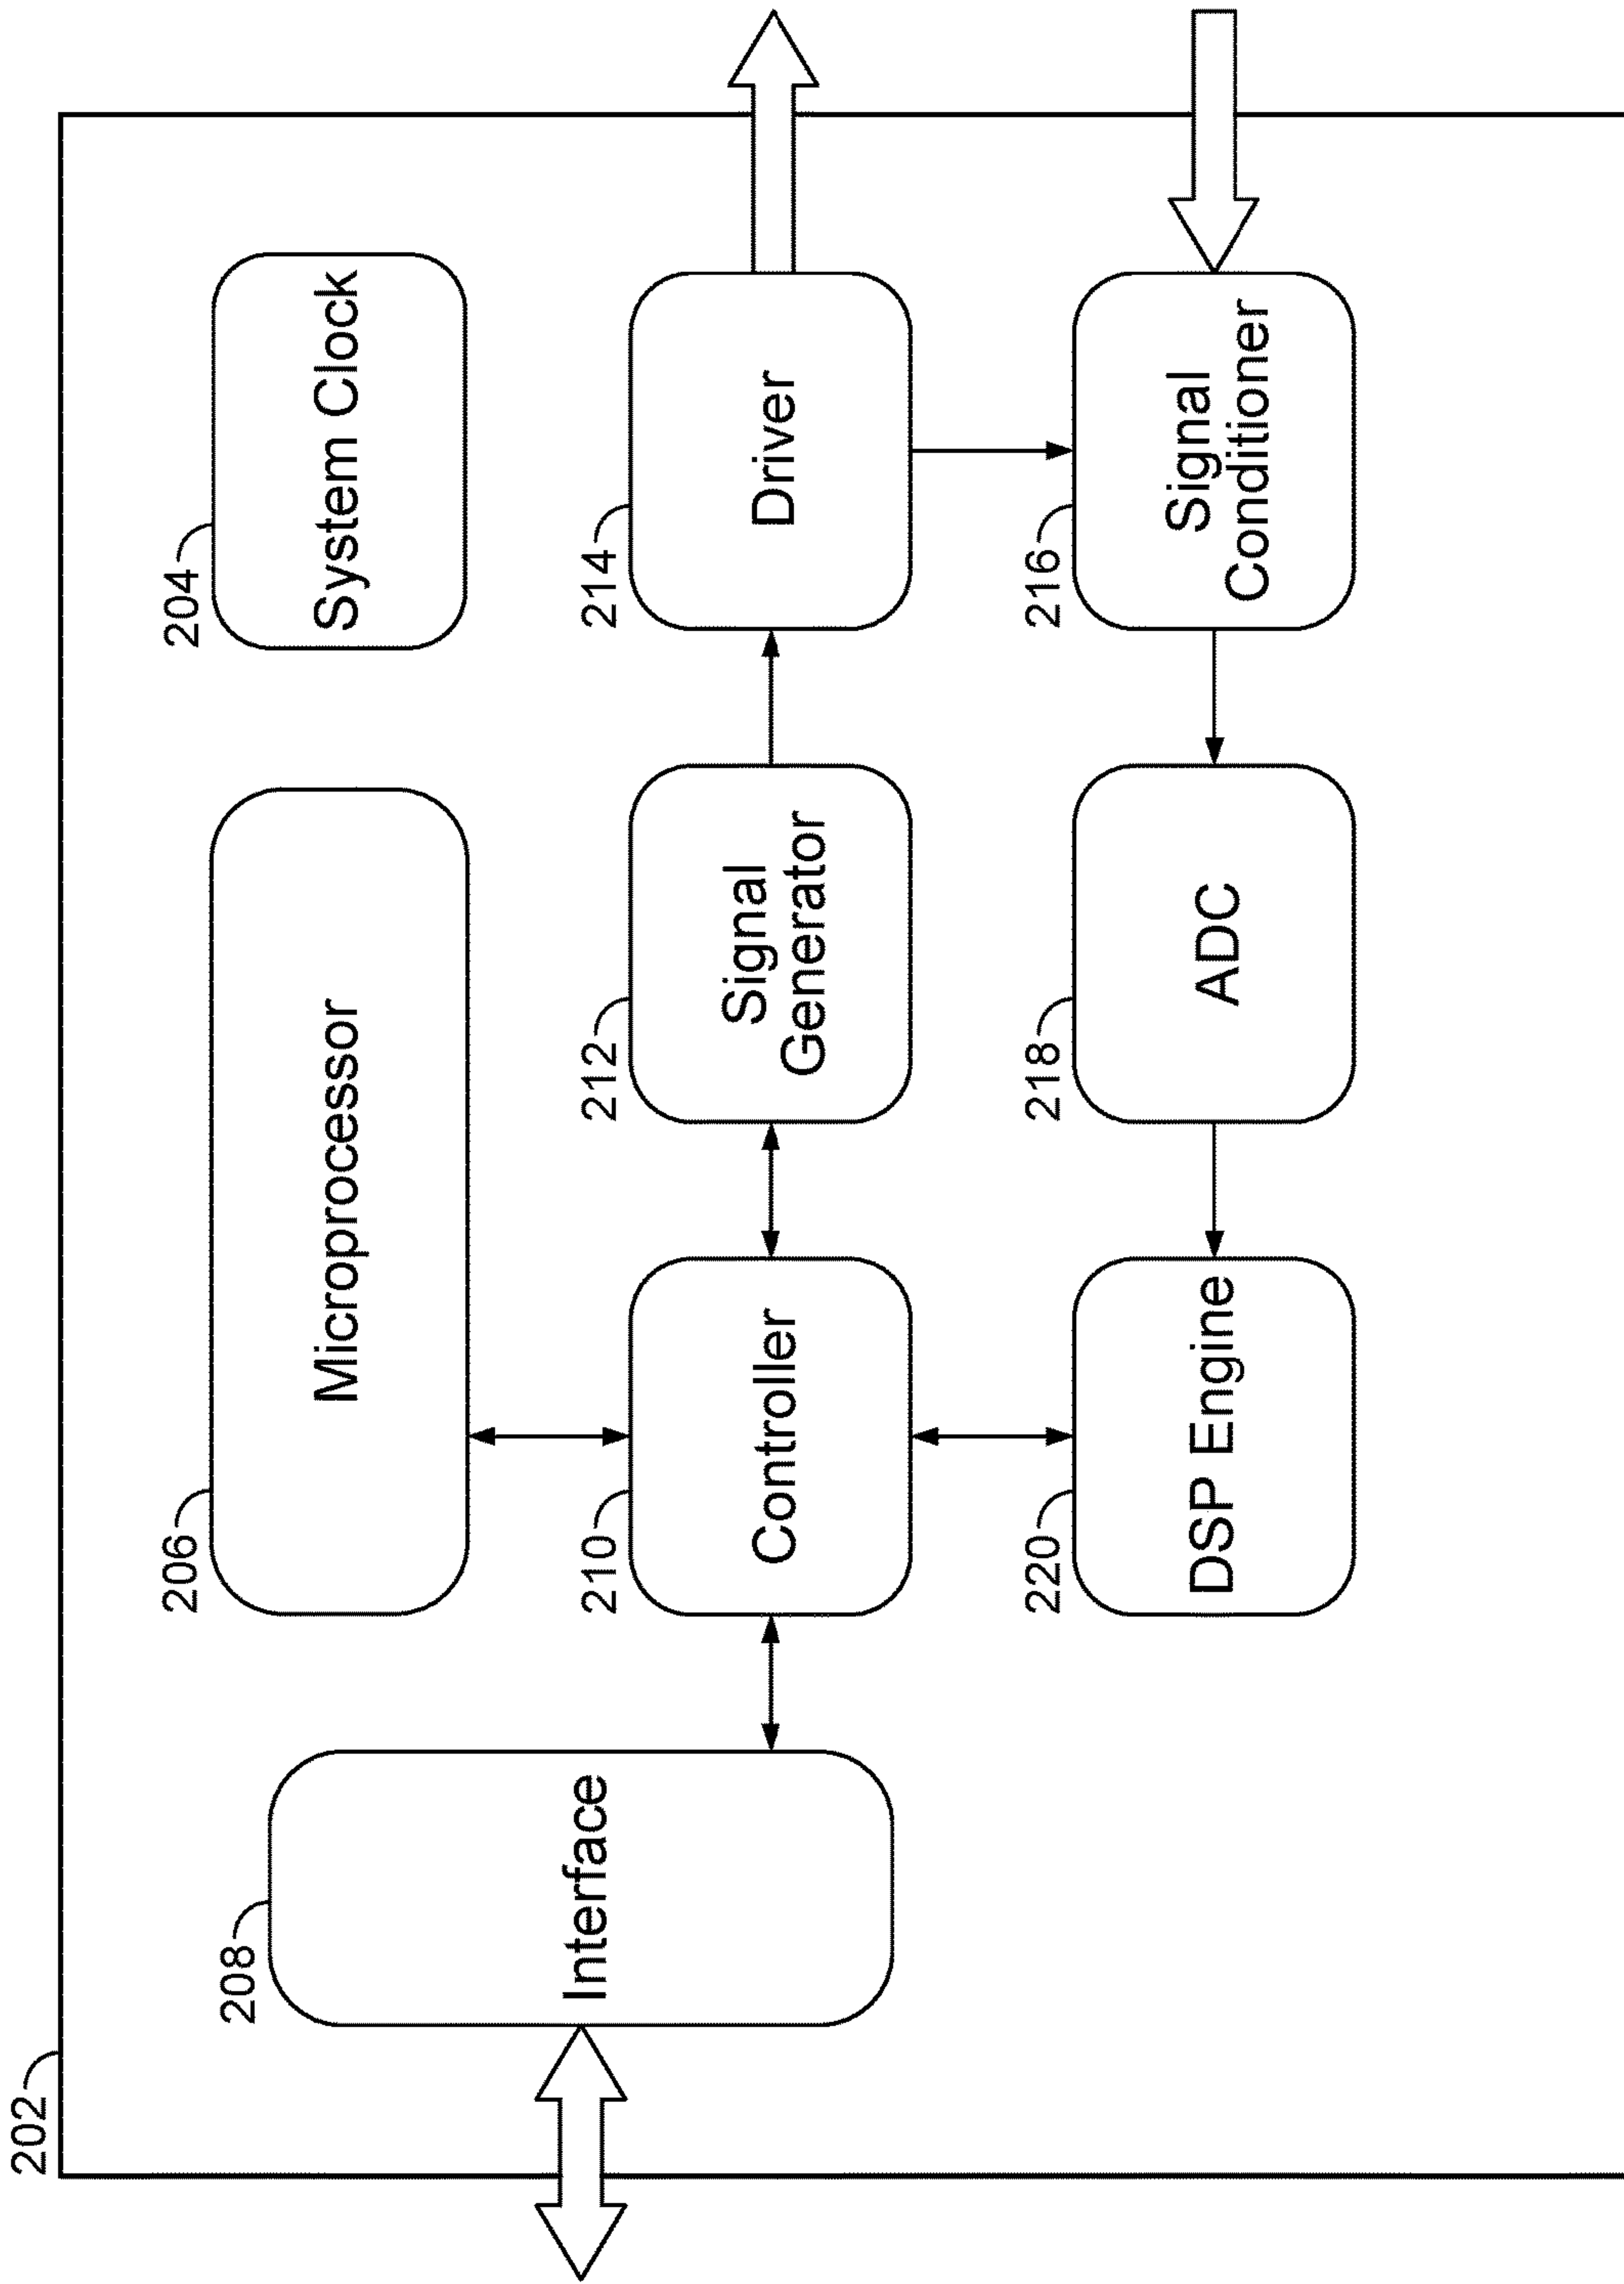 202
204
System Clock
206
Microprocessor
208
Interface
210
Controller
212
Signal
Generator
214
Driver
220
DSP Engine
218
ADC
216
Signal
Conditioner